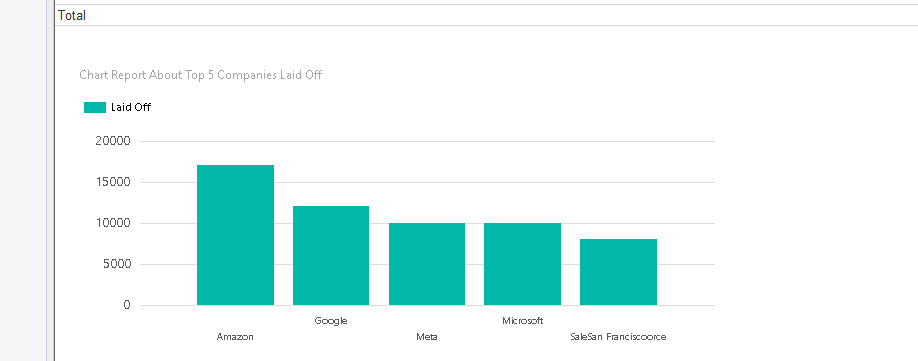 Total
Chart Report About Top 5 Companies Laid Off
Laid Off
20000
15000
10000
5000
0
Google
Microsoft
Amazon
Meta
SaleSan Franciscoorce